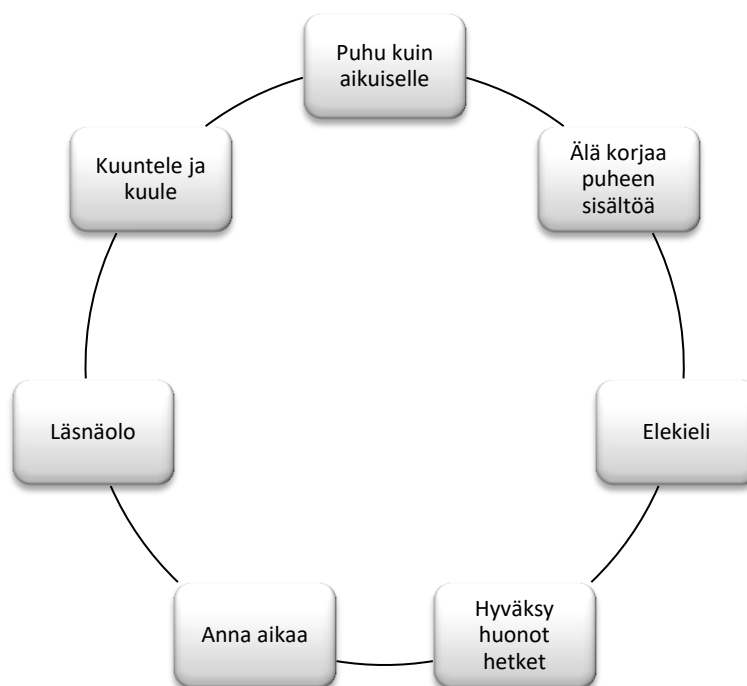 Puhu kuin
aikuiselle
Älä korjaa
puheen
sisältöä
Elekieli
Hyväksy
huonot
hetket
Anna aikaa
Läsnäolo
Kuuntele ja
kuule